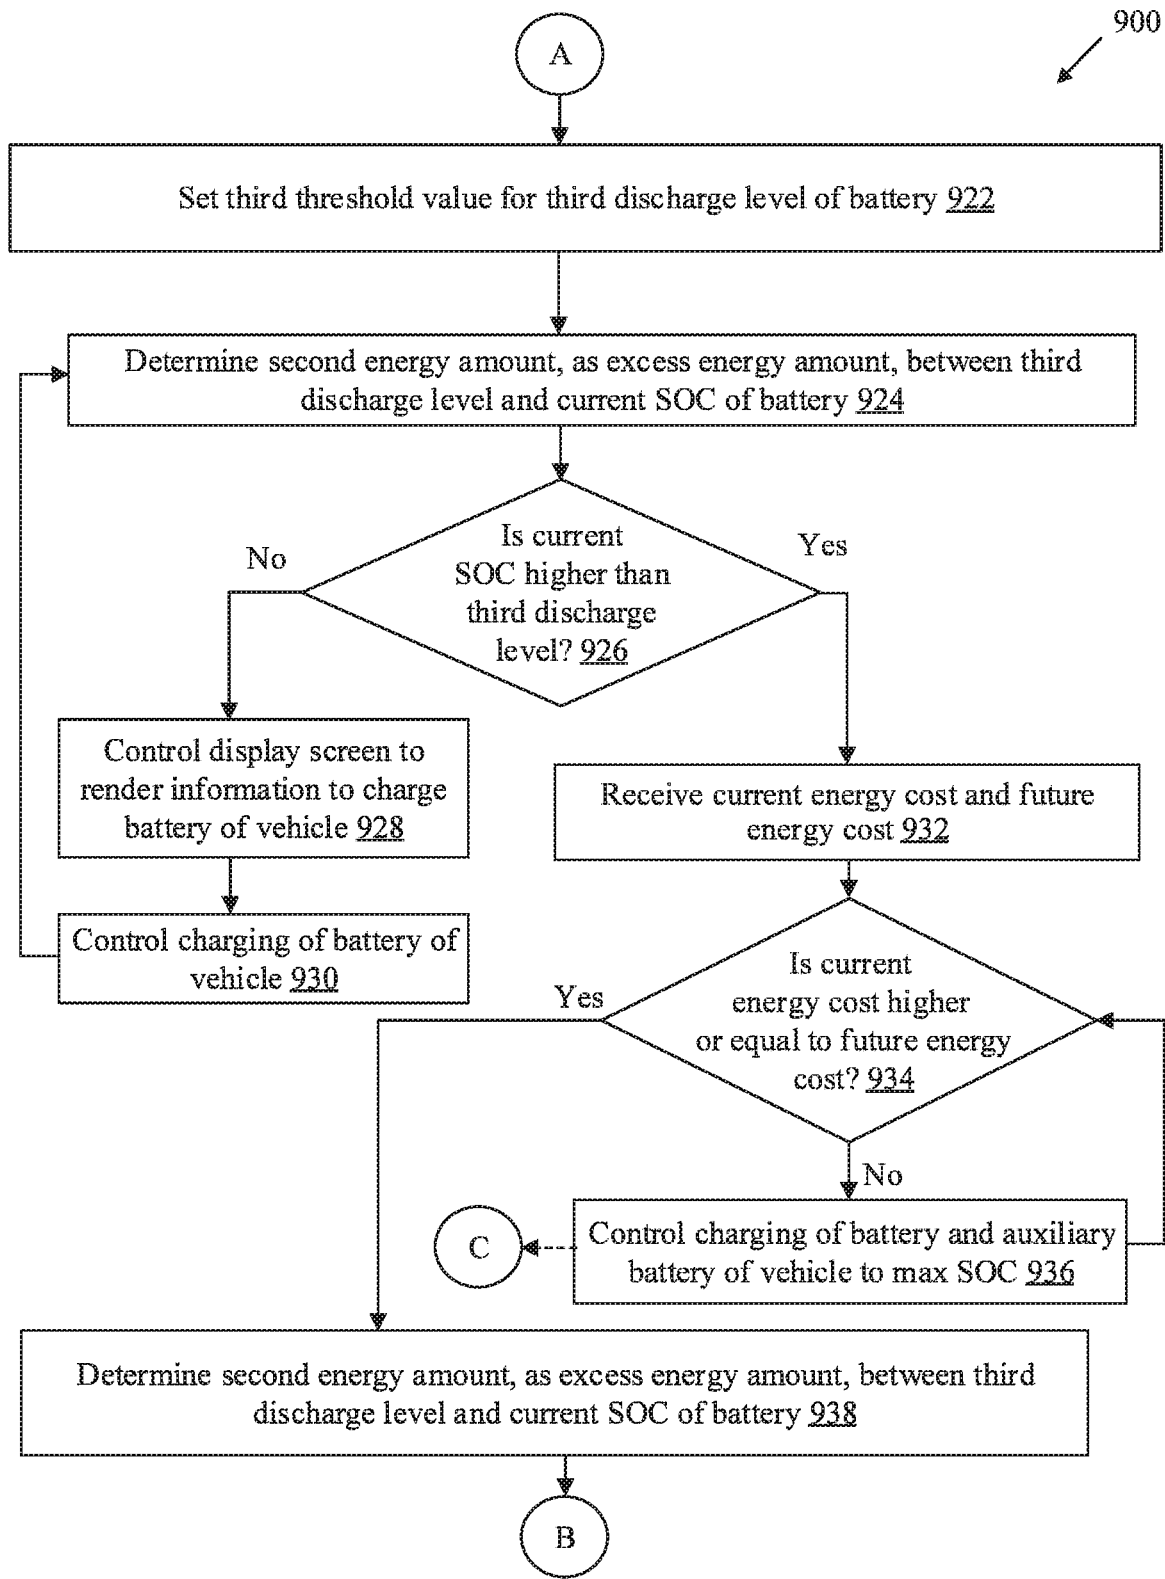 900
A
Set third threshold value for third discharge level of battery 922
Determine second energy amount, as excess energy amount, between third
discharge level and current SOC of battery 924
Is current
SOC higher than
third discharge
level? 926
No
Yes
Control display screen to
render information to charge
battery of vehicle 928
Receive current energy cost and future
energy cost 932
Control charging of battery of
vehicle 930
Is current
energy cost higher
or equal to future energy
cost? 934
Yes
No
C
Control charging of battery and auxiliary
battery of vehicle to max SOC 936
Determine second energy amount, as excess energy amount, between third
discharge level and current SOC of battery 938
B